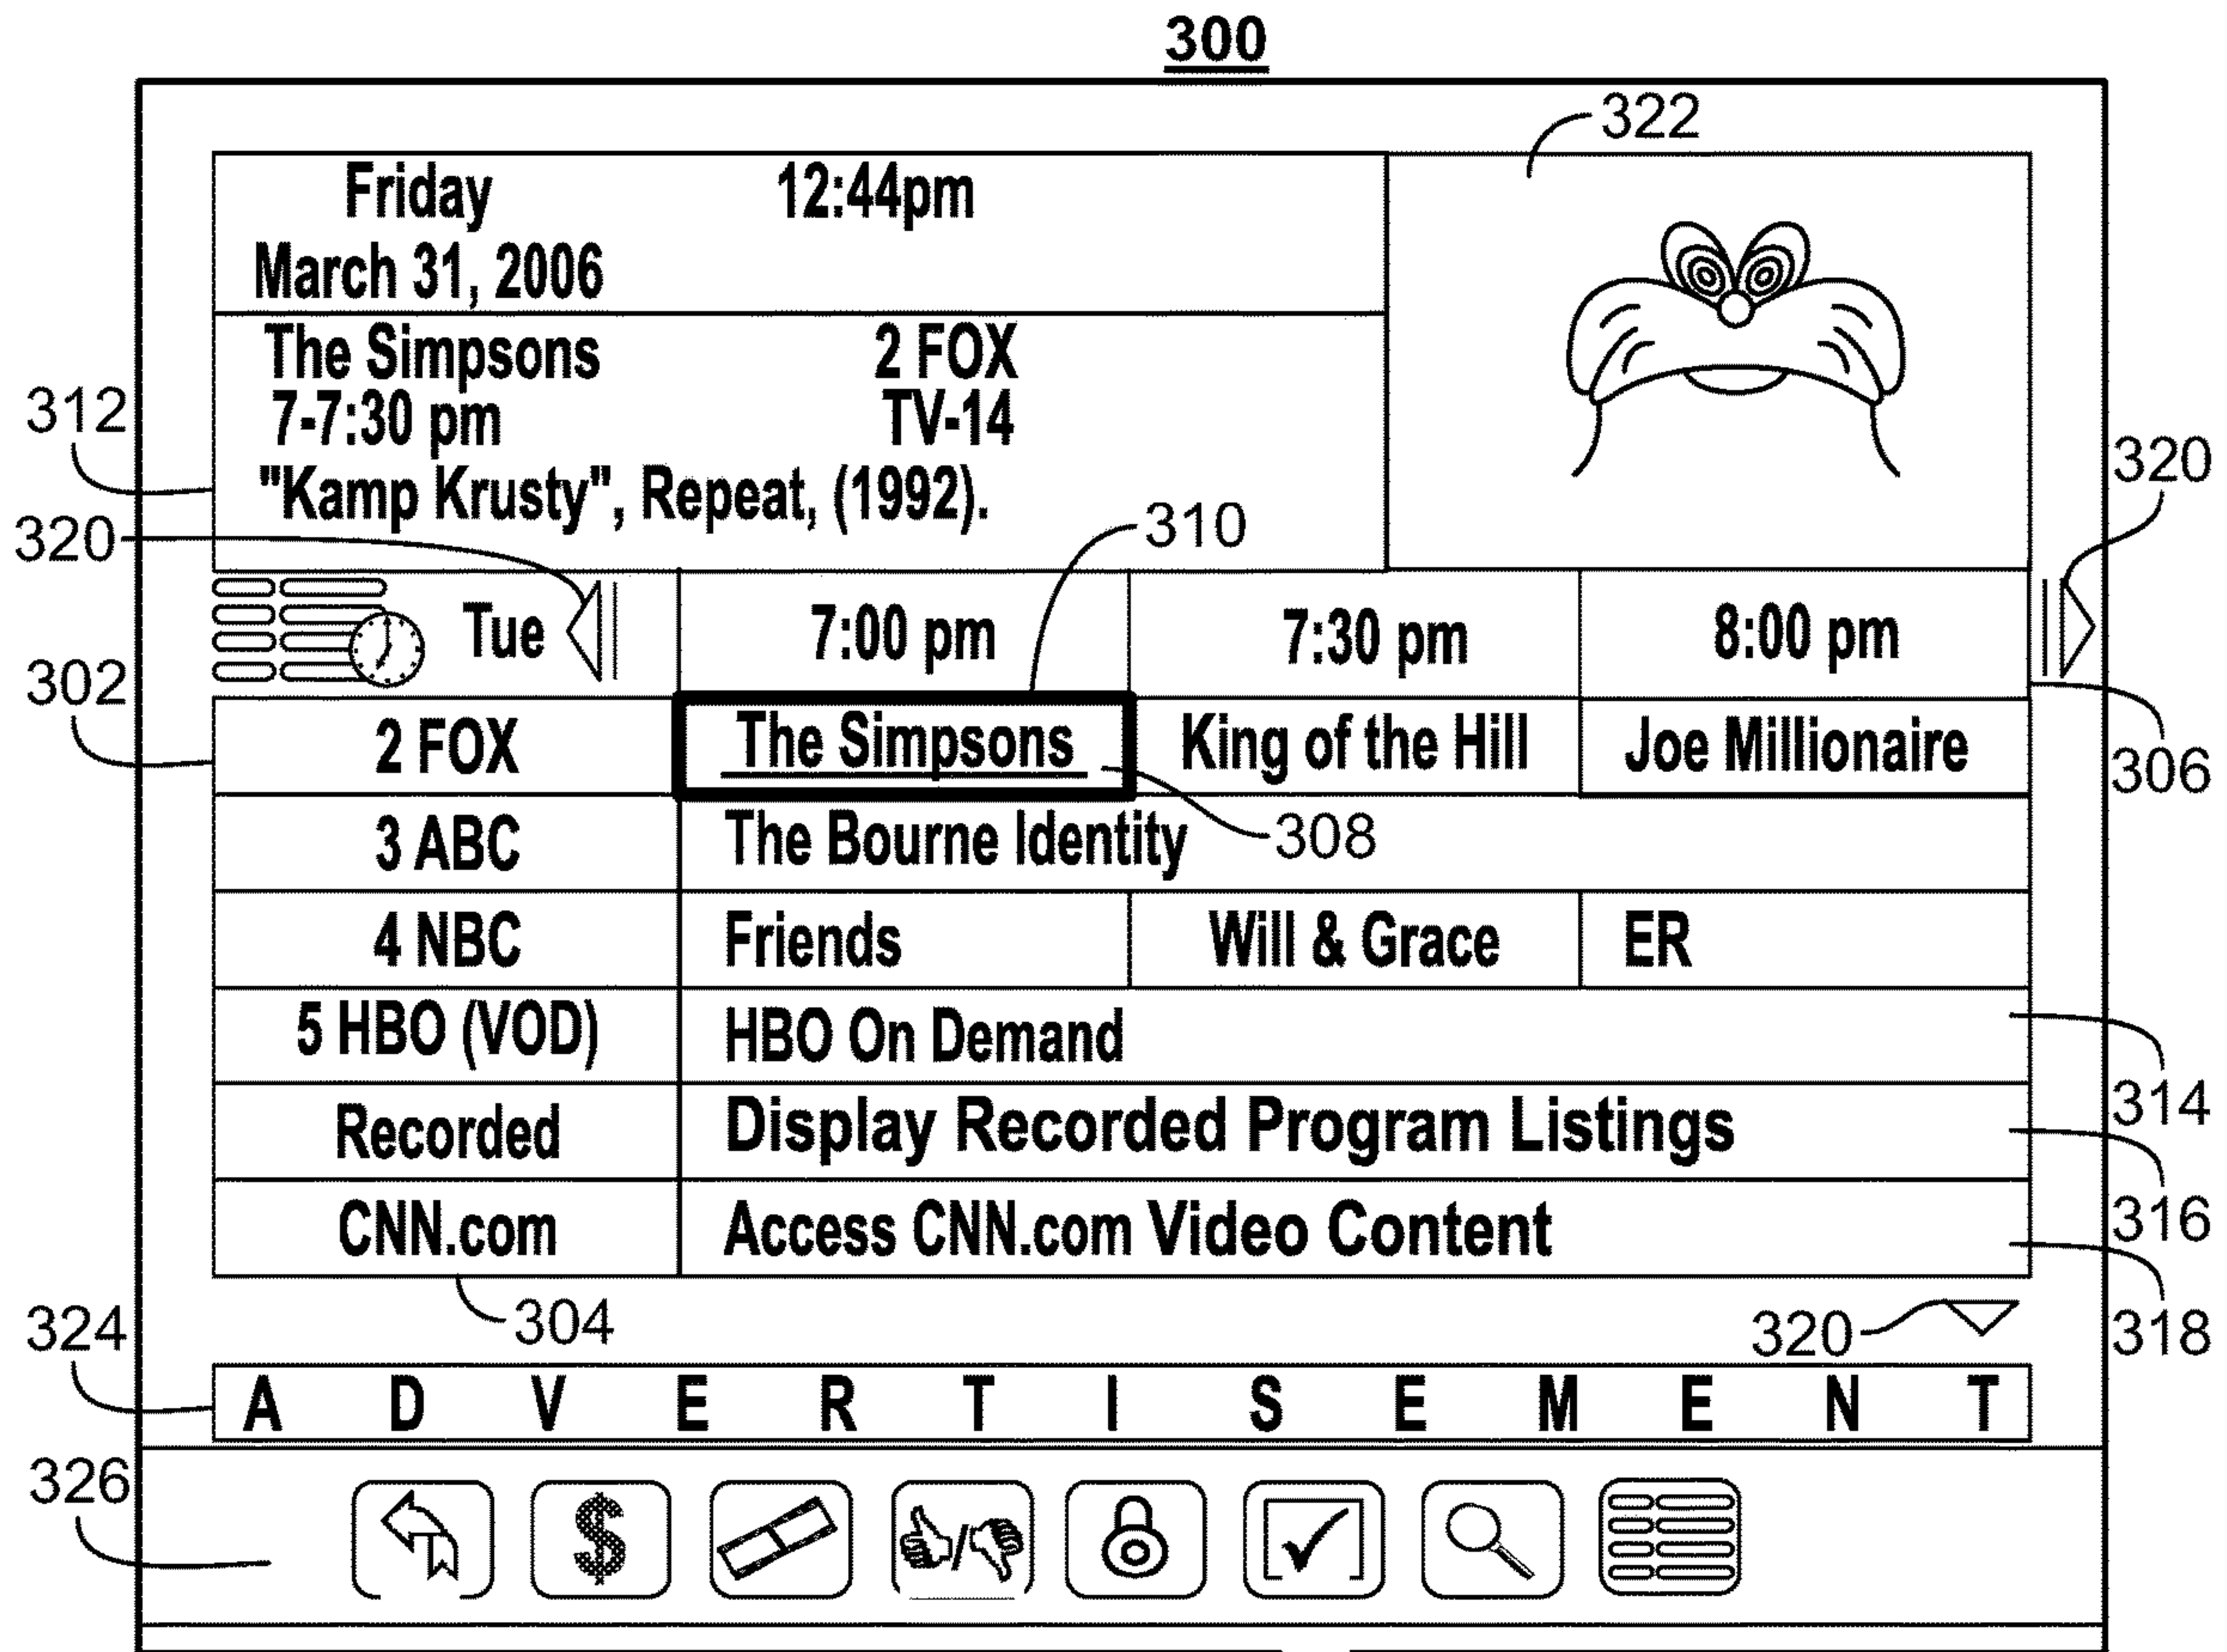 300
322
Friday 12:44pm
March 31, 2006
The Simpsons 2 FOX
312
7-7:30 pm TV-14
320
"Kamp Krusty", Repeat, (1992).
310
320
Tue 7:00 pm 7:30 pm 8:00 pm
302
2 FOX The Simpsons King of the Hill Joe Millionaire
306
3 ABC The Bourne Identity
308
4 NBC Friends Will & Grace ER
5 HBO (VOD) HBO On Demand
314
Recorded Display Recorded Program Listings
316
CNN.com Access CNN.com Video Content
304
324
320
318
A D V E R T I S E M E N T
326
$
/